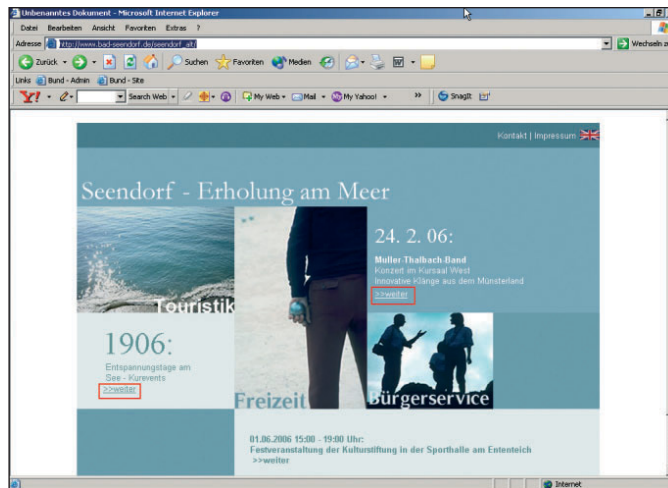 Unbenanntes Dokument - Microsoft Internet Explorer
Datei Bearbeiten Ansicht Favoriten Extras ?
Adresse http://www.bad-seendorf.de/seendorf_alt/ Wechseln z
Zurück Suchen Favoriten Medien
Links Bund - Admin Bund - Site
Y! Search Web My Web Mail My Yahoo! » SnagIt
Kontakt | Impressum
Seendorf - Erholung am Meer
24. 2. 06:
Müller-Thalbach-Band
Konzert im Kursaal West
Innovative Klänge aus dem Münsterland
>>weiter
Touristik
1906:
Entspannungstage am
See - Kurevents
>>weiter
Freizeit
Bürgerservice
01.06.2006 15:00 - 19:00 Uhr:
Festveranstaltung der Kulturstiftung in der Sporthalle am Ententeich
>>weiter
Internet